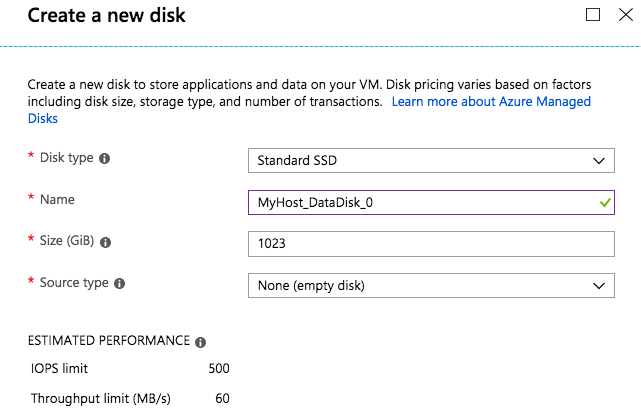 Create a new disk
Create a new disk to store applications and data on your VM. Disk pricing varies based on factors
including disk size, storage type, and number of transactions. Learn more about Azure Managed
Disks
* Disk type Standard SSD
* Name MyHost_DataDisk_0
* Size (GiB) 1023
* Source type None (empty disk)
ESTIMATED PERFORMANCE
IOPS limit 500
Throughput limit (MB/s) 60